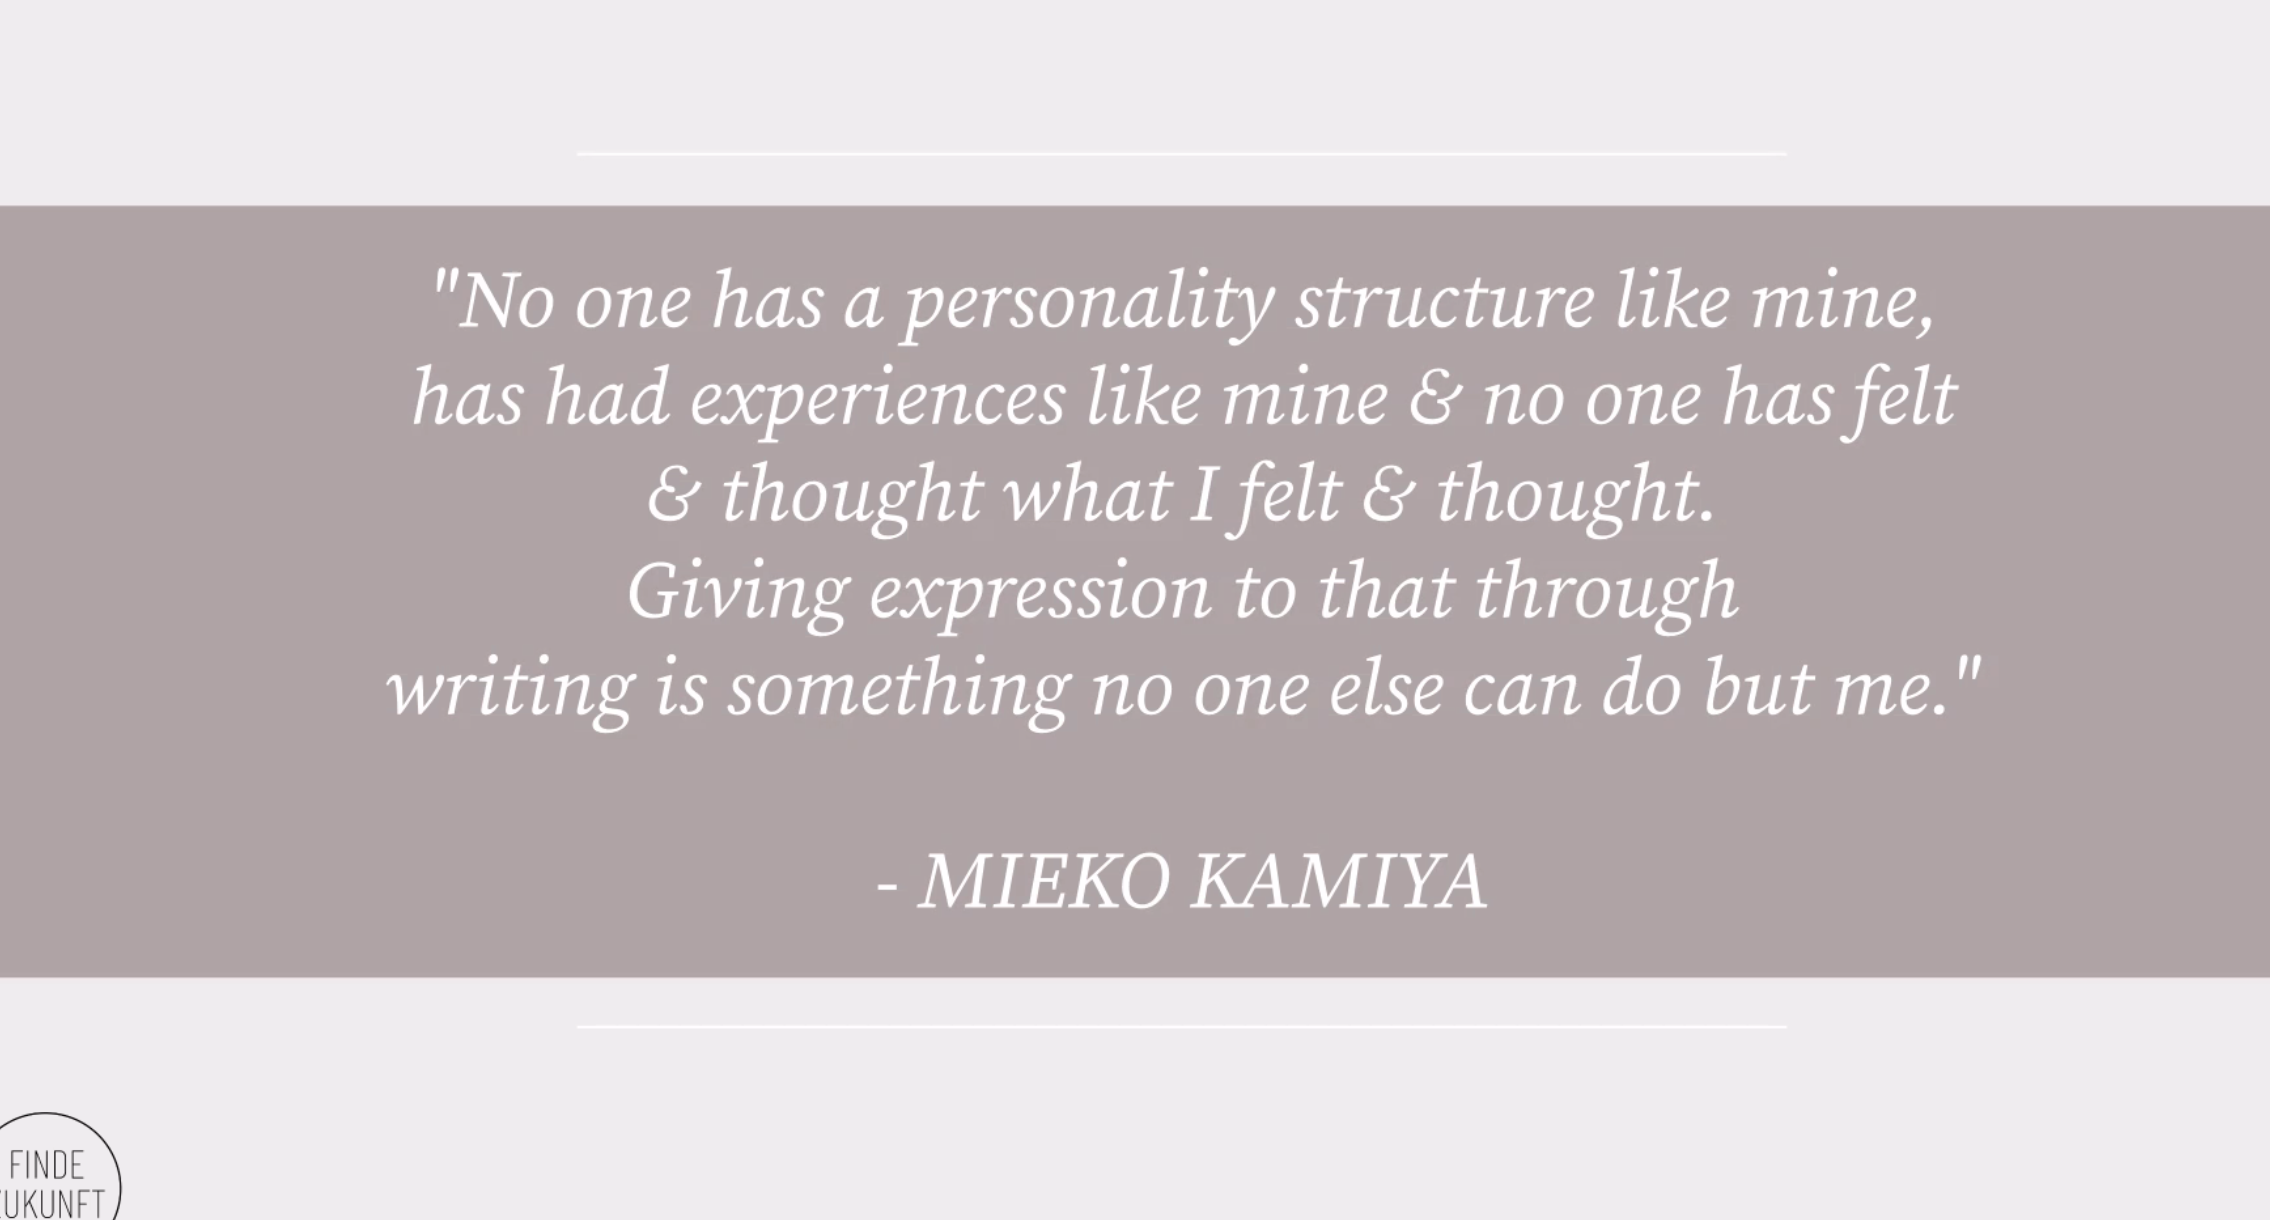 "No one has a personality structure like mine,
has had experiences like mine & no one has felt
& thought what I felt & thought.
Giving expression to that through
writing is something no one else can do but me."
- MIEKO KAMIYA
FINDE